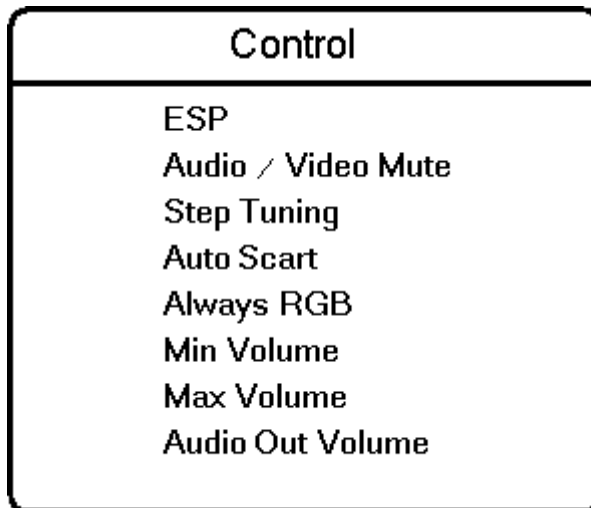 Control
ESP
Audio / Video Mute
Step Tuning
Auto Scart
Always RGB
Min Volume
Max Volume
Audio Out Volume